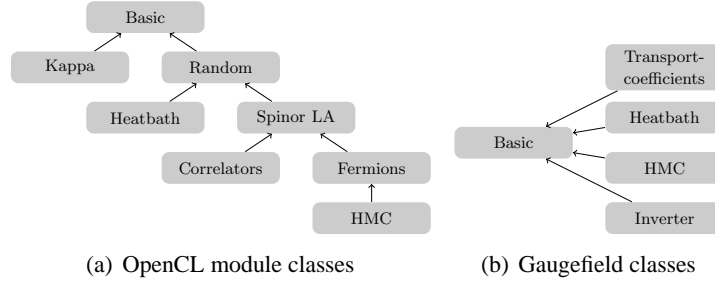 Basic
Kappa
Random
Heatbath
Spinor LA
Correlators
Fermions
HMC
(a) OpenCL module classes
Transport-
coefficients
Heatbath
Basic
HMC
Inverter
(b) Gaugefield classes